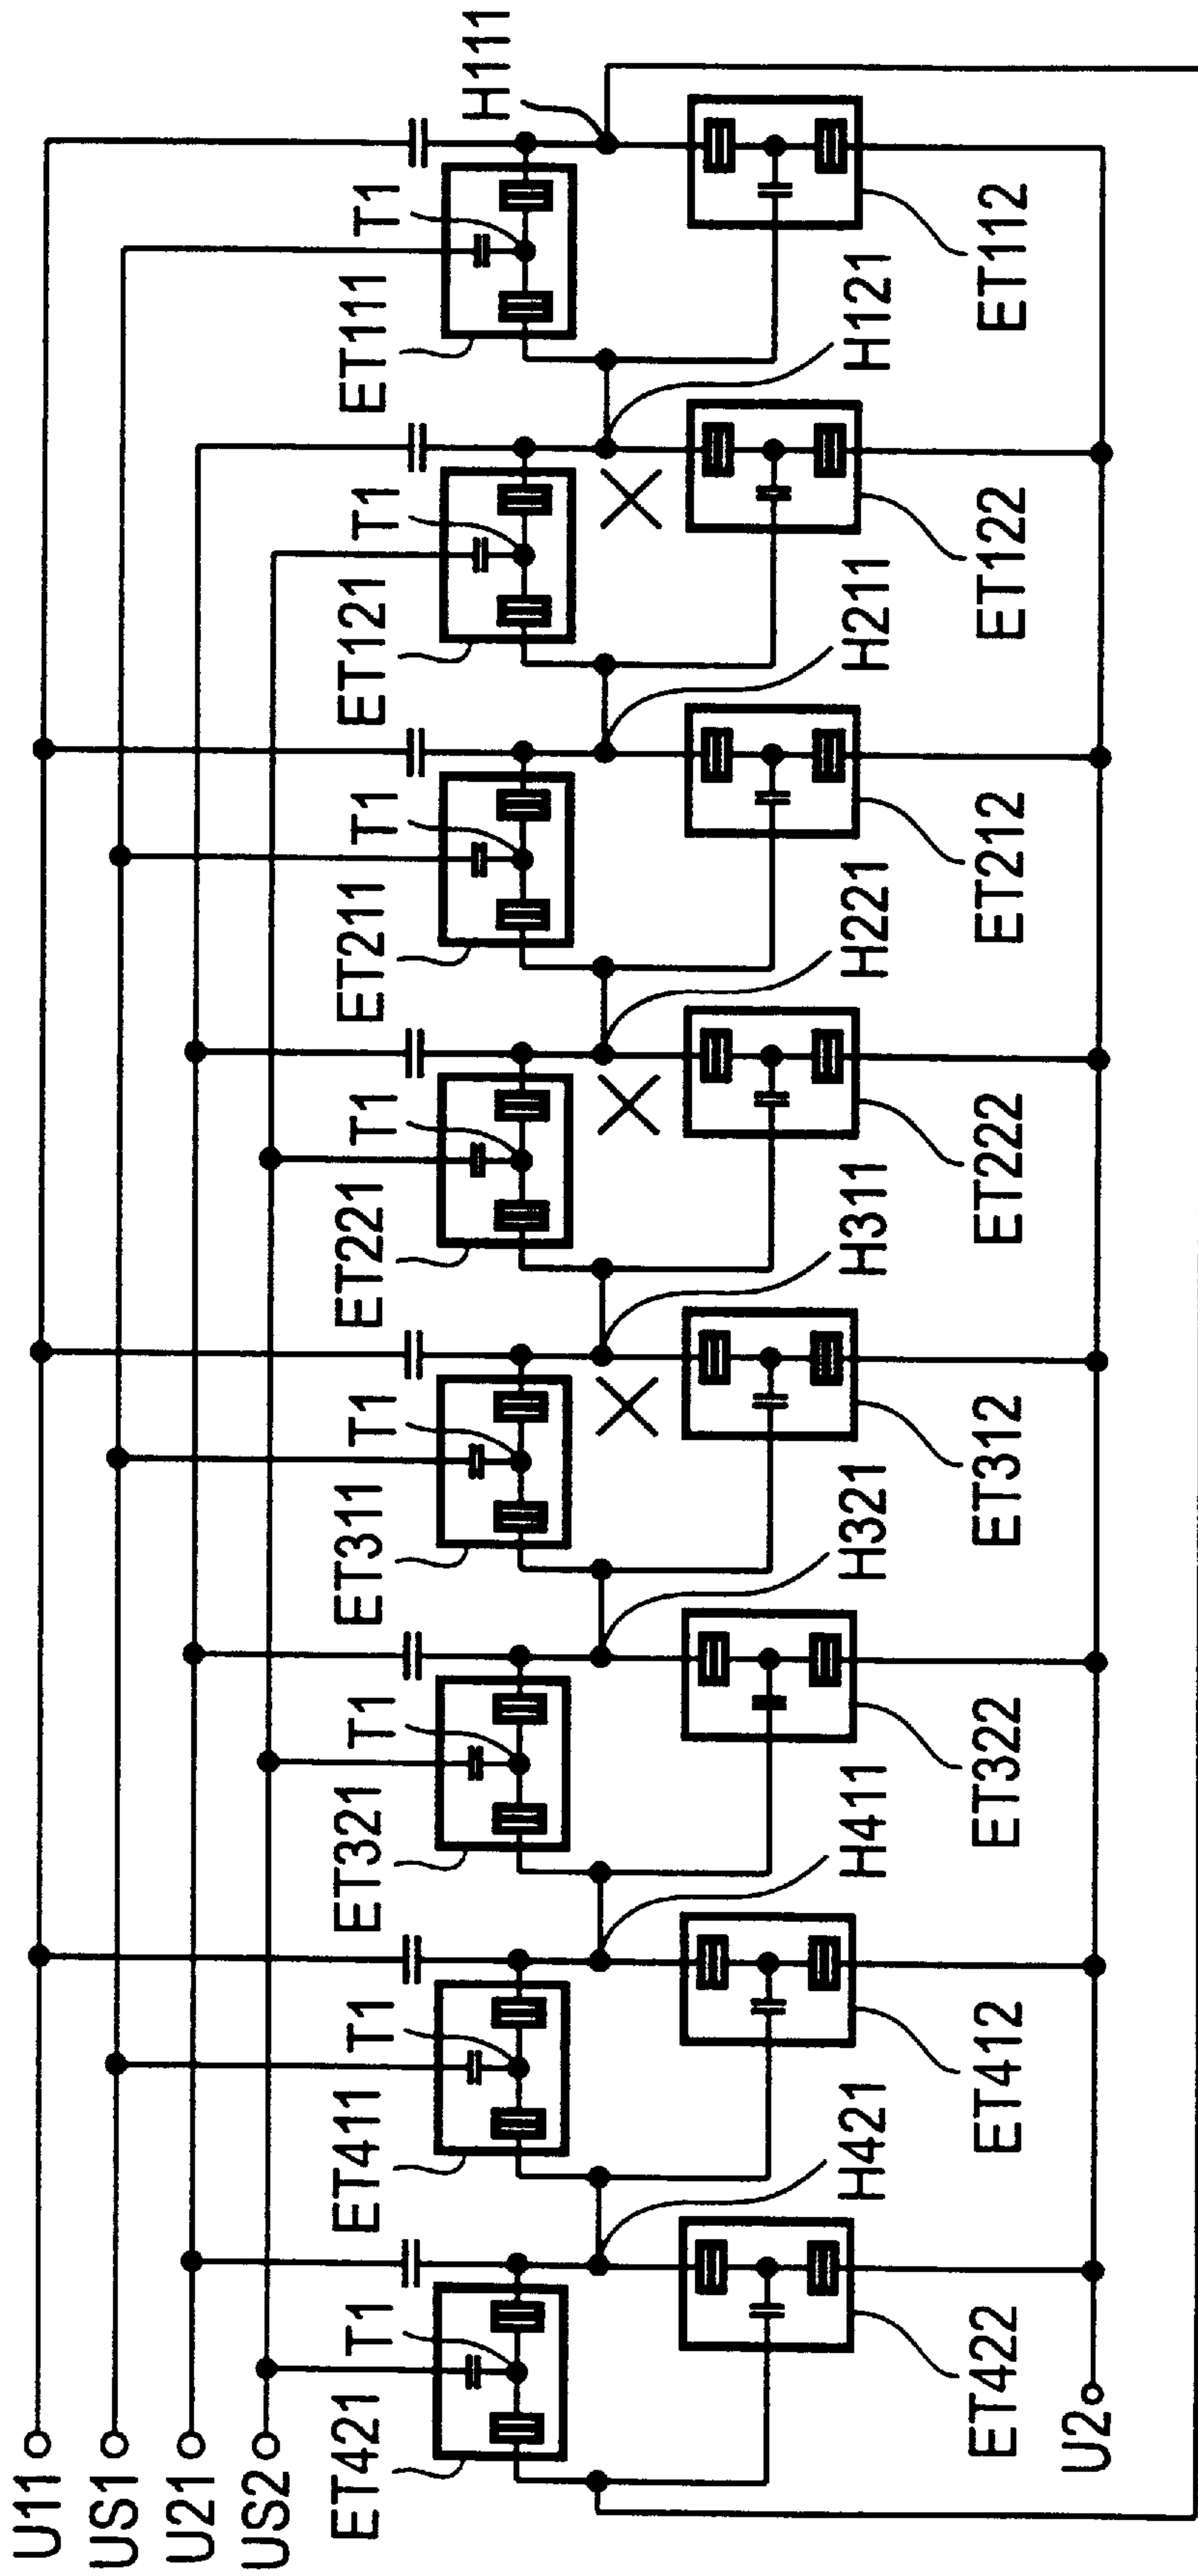 U11
US1
U21
US2
ET421
T1
ET411
T1
ET321
T1
ET311
T1
ET221
T1
ET211
T1
ET121
T1
ET111
T1
H111
H421
H411
H321
H311
H221
H211
H121
ET422
ET412
ET322
ET312
ET222
ET212
ET122
ET112
U2